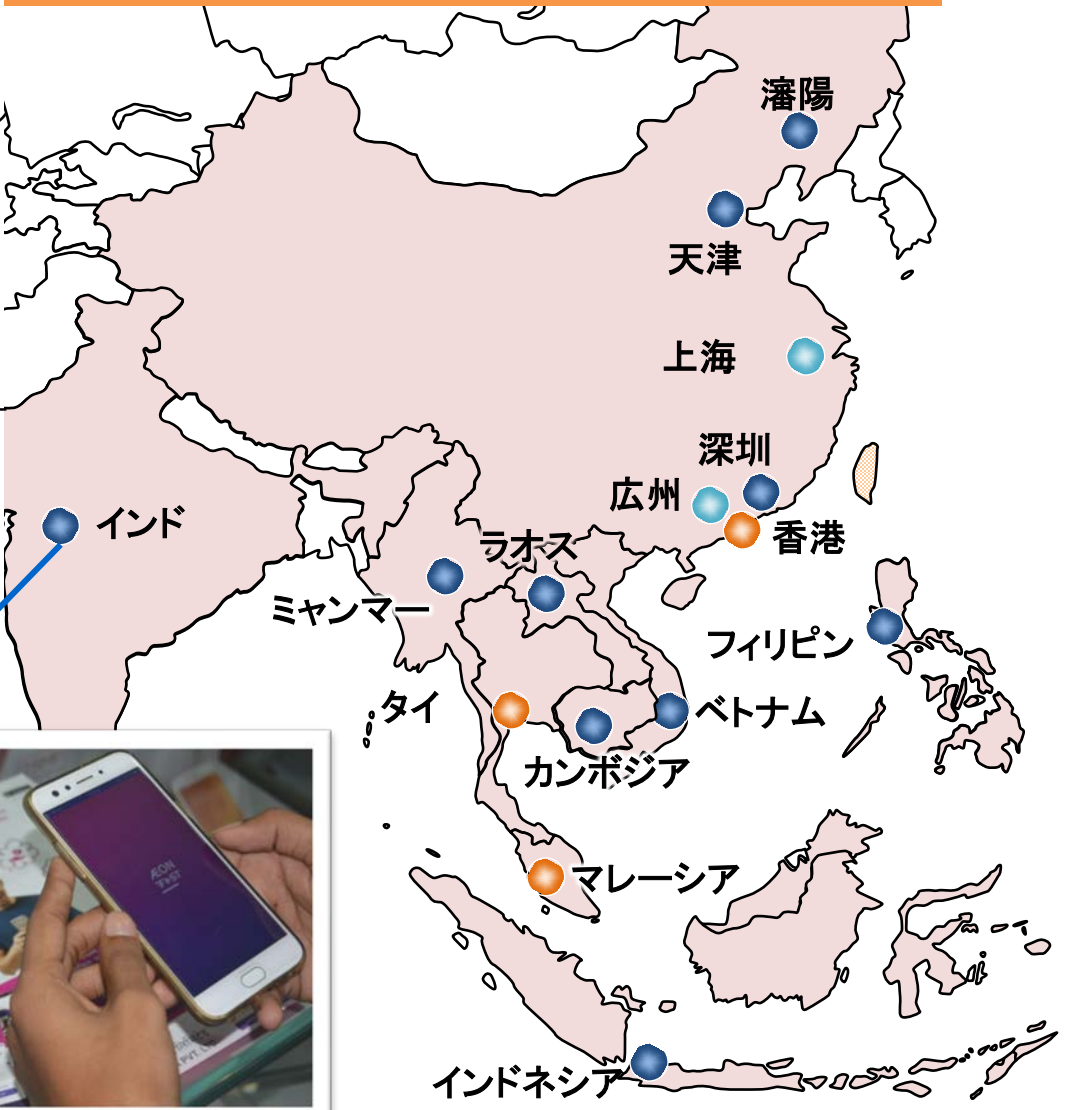 瀋陽
天津
上海
深圳
広州
香港
インド
ラオス
ミャンマー
フィリピン
タイ
ベトナム
カンボジア
マレーシア
インドネシア
ÆON
PVT.